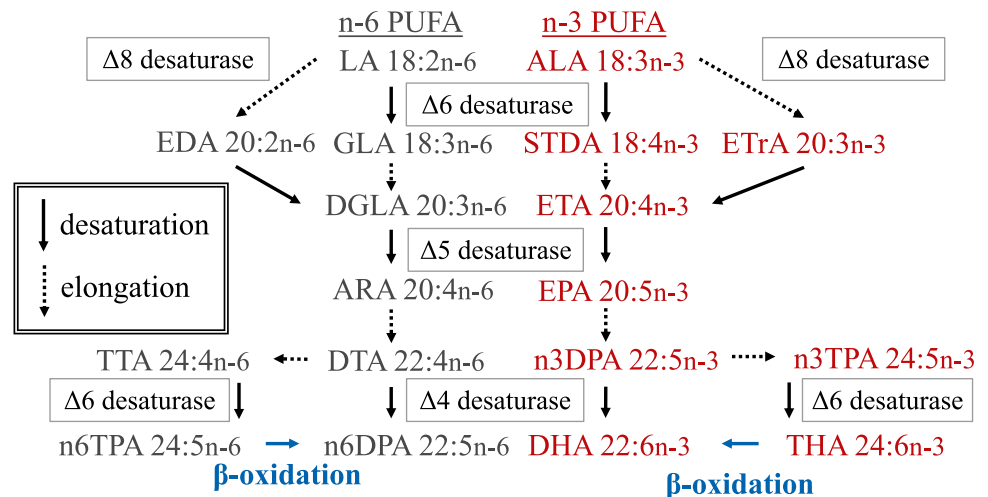 n-6 PUFA n-3 PUFA
Δ8 desaturase LA 18:2n-6 ALA 18:3n-3 Δ8 desaturase
Δ6 desaturase
EDA 20:2n-6 GLA 18:3n-6 STDA 18:4n-3 ETrA 20:3n-3
DGLA 20:3n-6 ETA 20:4n-3
desaturation
Δ5 desaturase
elongation
ARA 20:4n-6 EPA 20:5n-3
TTA 24:4n-6 DTA 22:4n-6 n3DPA 22:5n-3 n3TPA 24:5n-3
Δ6 desaturase Δ4 desaturase Δ6 desaturase
n6TPA 24:5n-6 n6DPA 22:5n-6 DHA 22:6n-3 THA 24:6n-3
β-oxidation β-oxidation